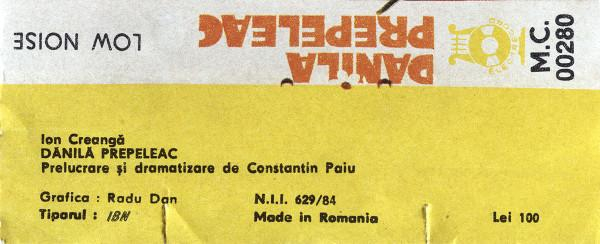 LOW NOISE
DĂNILĂ
PREPELEAC
ELECTRECORD
M.C.
00280
Ion Creangă
DĂNILĂ PREPELEAC
Prelucrare și dramatizare de Constantin Paiu
Grafica : Radu Dan N.I.I. 629/84
Tiparul : Made in Romania Lei 100